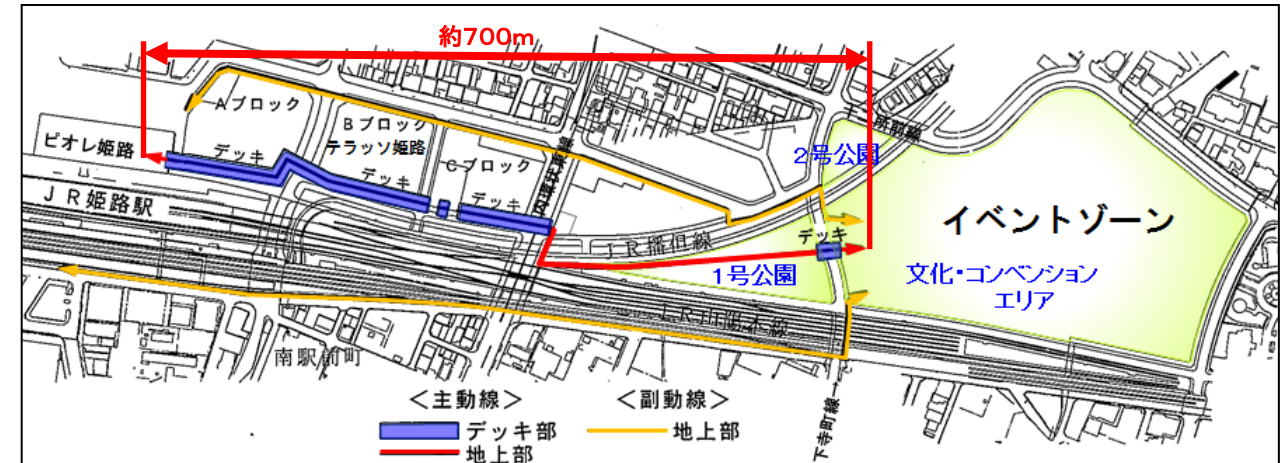 約700m
Aブロック
Bブロック
テラッソ姫路
Cブロック
ピオレ姫路
デッキ
デッキ
デッキ
内環状東線
JR姫路駅
2号公園
JR播但線
デッキ
イベントゾーン
1号公園
文化・コンベンション
エリア
JR山陽本線
南駅前町
下寺町線→
＜主動線＞
＜副動線＞
デッキ部
地上部
地上部